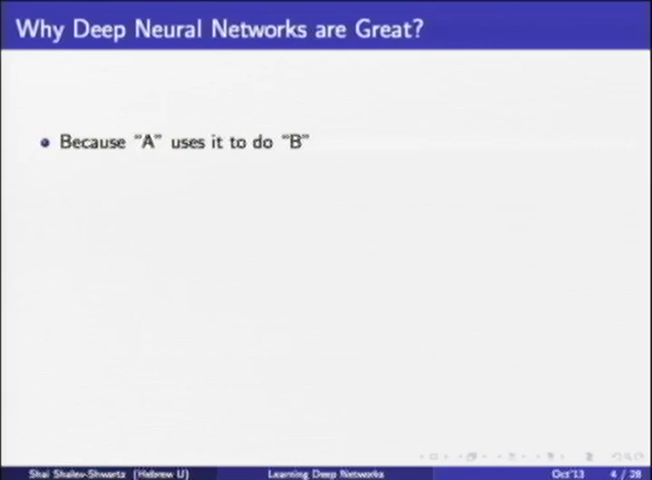 Why Deep Neural Networks are Great?
Because “A” uses it to do “B”
Shai Shalev-Shwartz (Hebrew U)
Learning Deep Networks
Oct'13
4 / 28